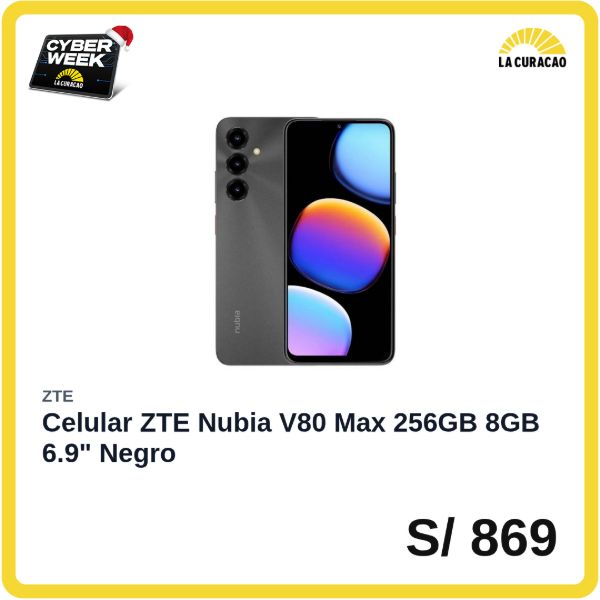 CYBER
WEEK
LA CURACAO
LA CURACAO
nubia
ZTE
Celular ZTE Nubia V80 Max 256GB 8GB
6.9" Negro
S/ 869